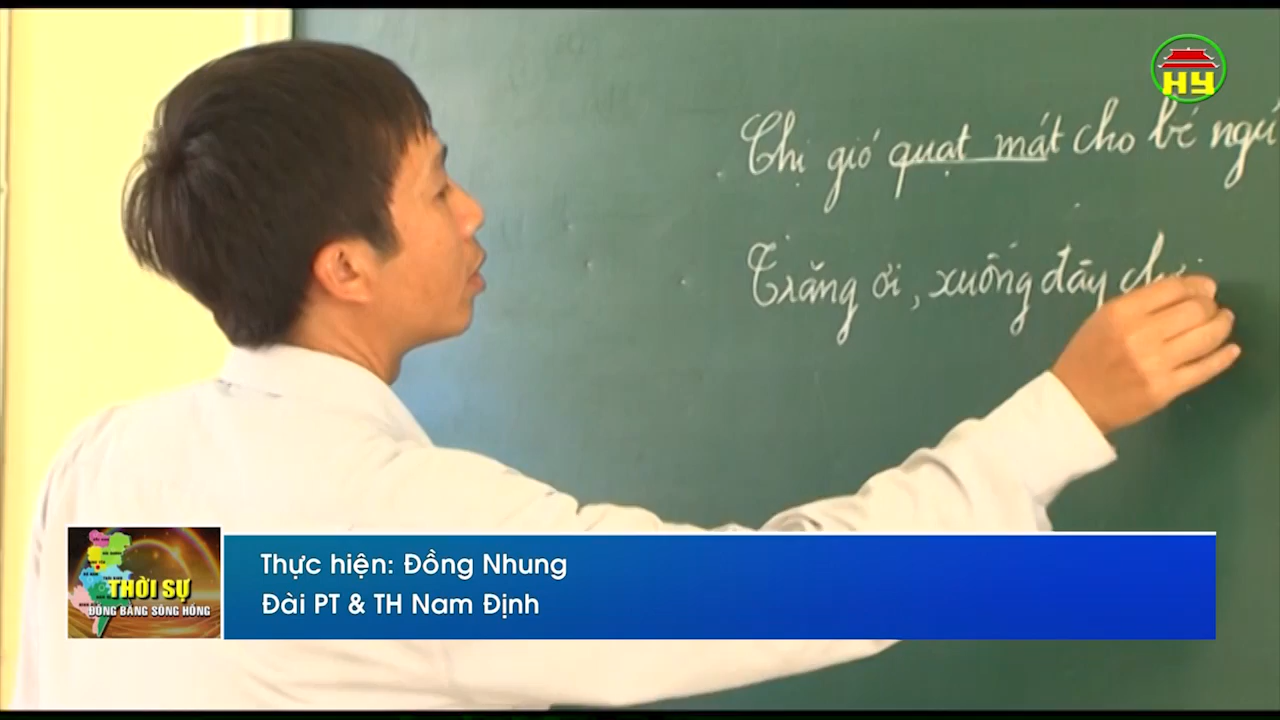 HY
Chị gió quạt mát cho bé ngủ
Trăng ơi, xuống đây chơi
THỜI SỰ
ĐỒNG BẰNG SÔNG HỒNG
Thực hiện: Đồng Nhung
Đài PT & TH Nam Định